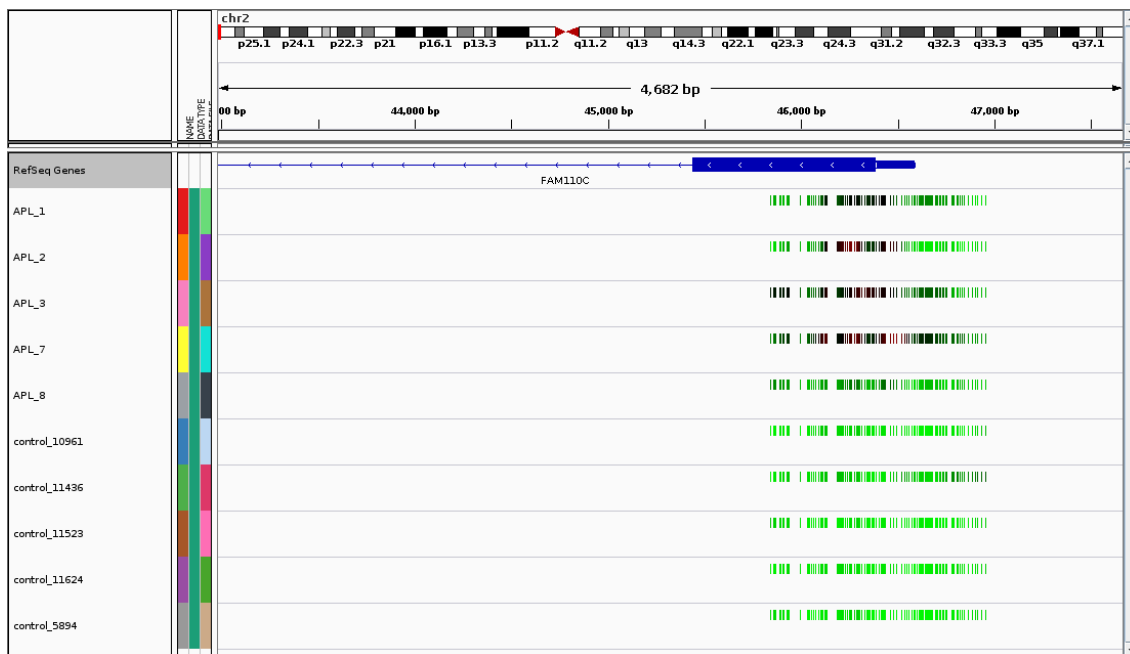 chr2
p25.1 p24.1 p22.3 p21 p16.1 p13.3 p11.2 q11.2 q13 q14.3 q22.1 q23.3 q24.3 q31.2 q32.3 q33.3 q35 q37.1
4,682 bp
00 bp 44,000 bp 45,000 bp 46,000 bp 47,000 bp
NAME
DATA TYPE
RefSeq Genes
FAM110C
APL_1
APL_2
APL_3
APL_7
APL_8
control_10961
control_11436
control_11523
control_11624
control_5894